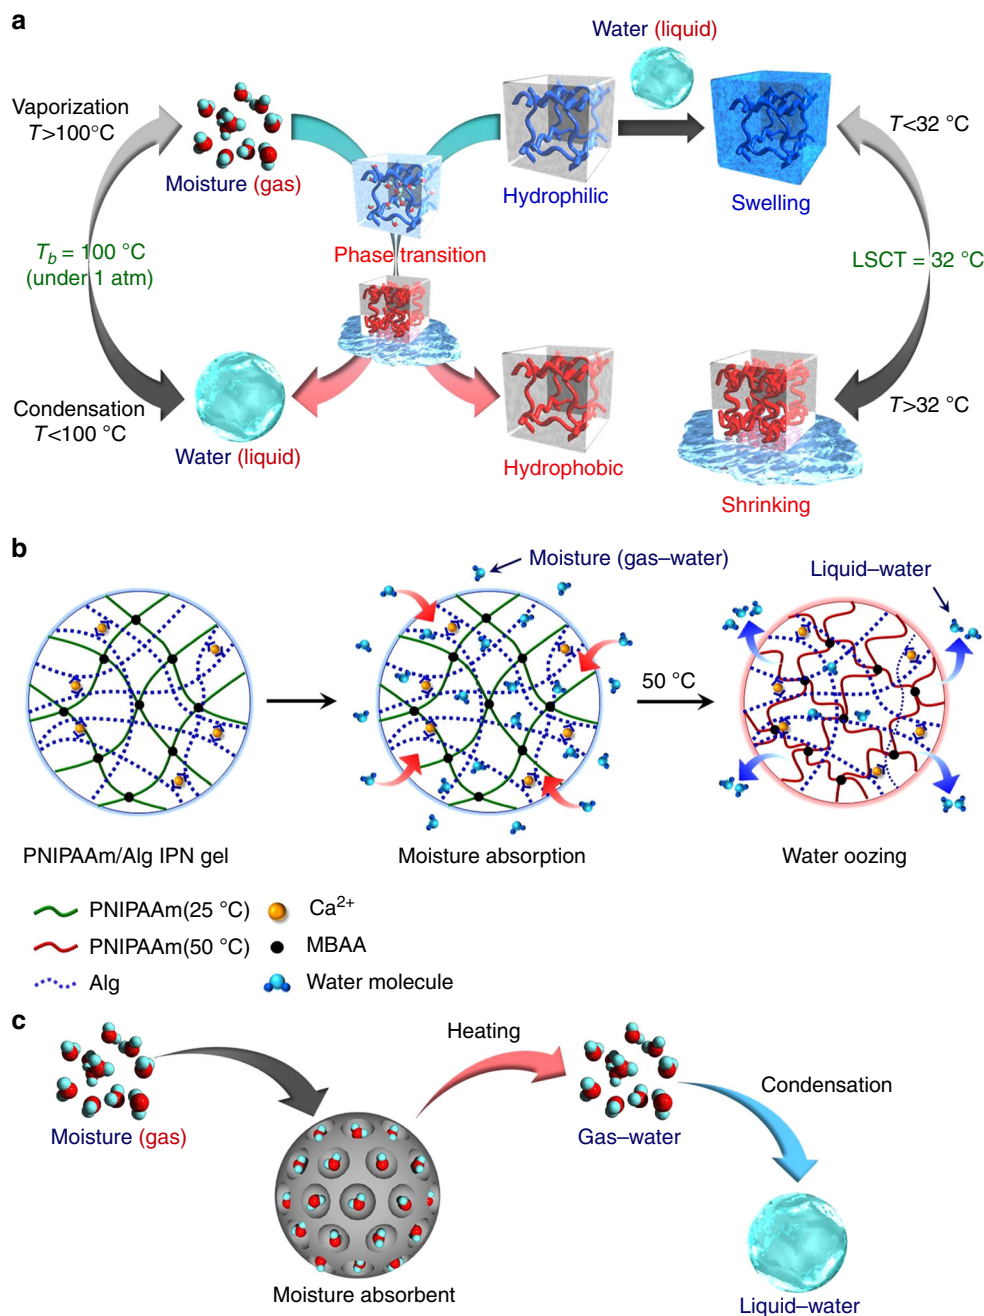 a
Water (liquid)
Vaporization
T>100°C
T<32 °C
Moisture (gas)
Hydrophilic
Swelling
Tb = 100 °C
(under 1 atm)
Phase transition
LSCT = 32 °C
Condensation
T<100 °C
T>32 °C
Water (liquid)
Hydrophobic
Shrinking
b
Moisture (gas–water)
Liquid–water
50 °C
PNIPAAm/Alg IPN gel
Moisture absorption
Water oozing
PNIPAAm(25 °C)
Ca2+
PNIPAAm(50 °C)
MBAA
Alg
Water molecule
c
Heating
Condensation
Moisture (gas)
Gas–water
Moisture absorbent
Liquid–water